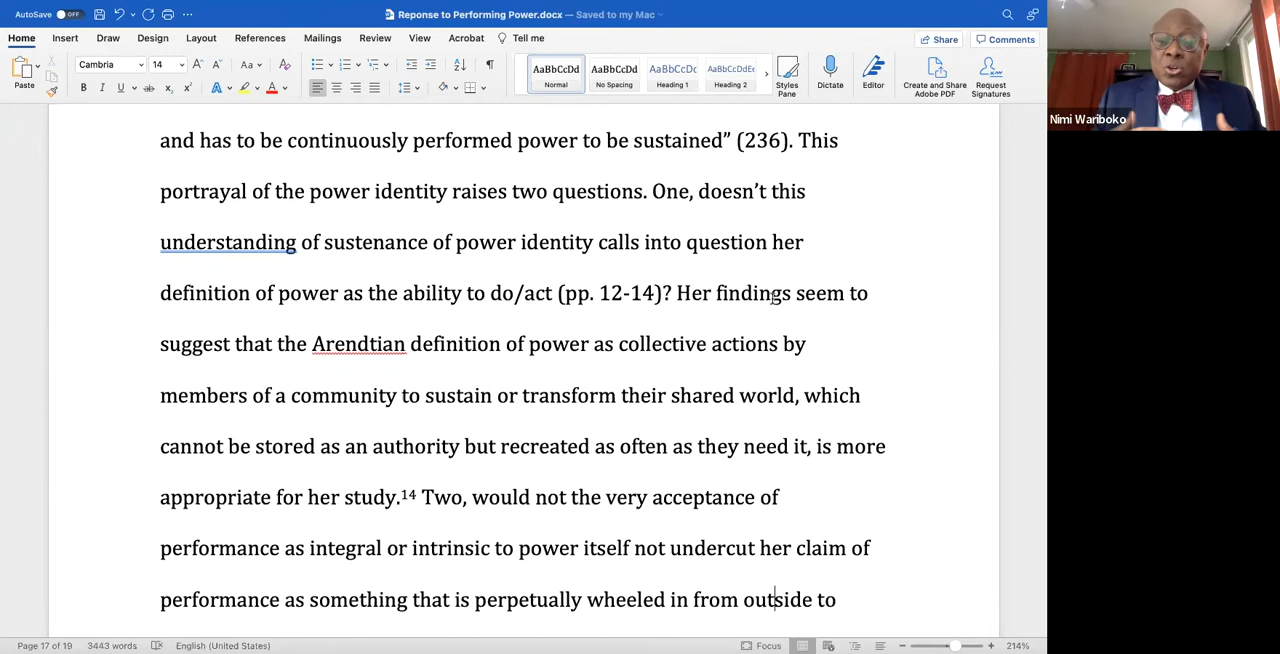 AutoSave OFF
Reponse to Performing Power.docx — Saved to my Mac
Home Insert Draw Design Layout References Mailings Review View Acrobat Tell me
Share Comments
Paste
Cambria 14
AaBbCcDd AaBbCcDd AaBbCcDc AaBbCcDdEe
Normal No Spacing Heading 1 Heading 2
Styles Pane
Dictate
Editor
Create and Share Adobe PDF
Request Signatures
Nimi Wariboko
and has to be continuously performed power to be sustained” (236). This
portrayal of the power identity raises two questions. One, doesn’t this
understanding of sustenance of power identity calls into question her
definition of power as the ability to do/act (pp. 12-14)? Her findings seem to
suggest that the Arendtian definition of power as collective actions by
members of a community to sustain or transform their shared world, which
cannot be stored as an authority but recreated as often as they need it, is more
appropriate for her study.14 Two, would not the very acceptance of
performance as integral or intrinsic to power itself not undercut her claim of
performance as something that is perpetually wheeled in from outside to
Page 17 of 19 3443 words English (United States) Focus 214%